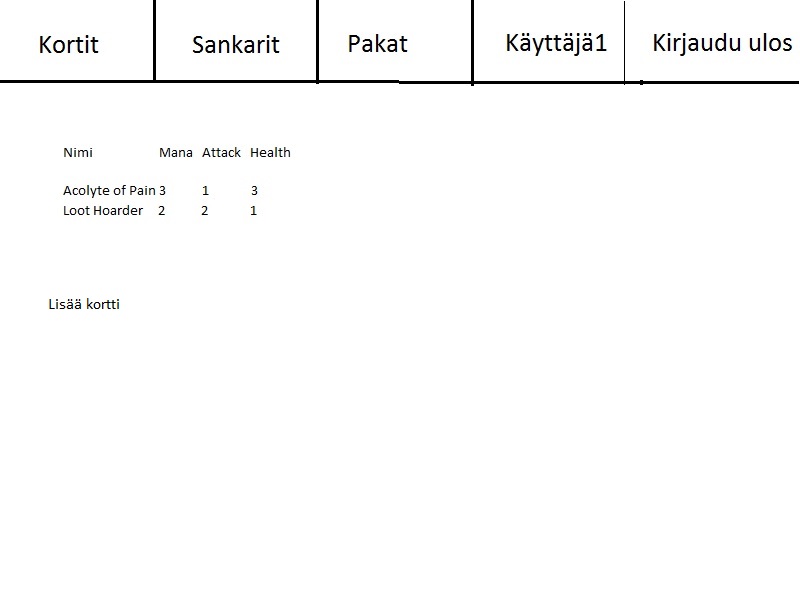 Kortit Sankarit Pakat Käyttäjä1 Kirjaudu ulos
Nimi Mana Attack Health
Acolyte of Pain 3 1 3
Loot Hoarder 2 2 1
Lisää kortti